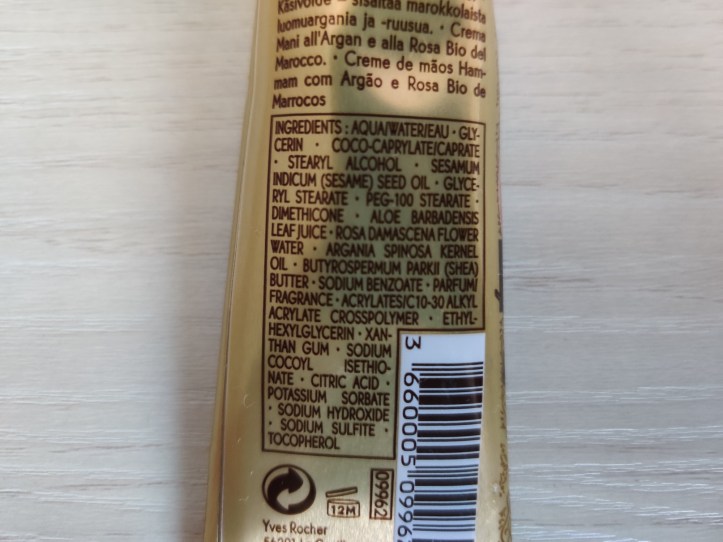 Käsivoide - sisältää marokkolaista
luomuargania ja -ruusua. • Crema
Mani all'Argan e alla Rosa Bio del
Marocco. • Creme de mãos Ham-
mam com Argão e Rosa Bio de
Marrocos
INGREDIENTS : AQUA/WATER/EAU • GLY-
CERIN • COCO-CAPRYLATE/CAPRATE
• STEARYL ALCOHOL • SESAMUM
INDICUM (SESAME) SEED OIL • GLYCE-
RYL STEARATE • PEG-100 STEARATE •
DIMETHICONE • ALOE BARBADENSIS
LEAF JUICE • ROSA DAMASCENA FLOWER
WATER • ARGANIA SPINOSA KERNEL
OIL • BUTYROSPERMUM PARKII (SHEA)
BUTTER • SODIUM BENZOATE • PARFUM/
FRAGRANCE • ACRYLATES/C10-30 ALKYL
ACRYLATE CROSSPOLYMER • ETHYL-
HEXYLGLYCERIN • XAN-
THAN GUM • SODIUM
COCOYL ISETHIO-
NATE • CITRIC ACID •
POTASSIUM SORBATE
• SODIUM HYDROXIDE
• SODIUM SULFITE •
TOCOPHEROL
3 660005 0996
09962
12M
Yves Rocher